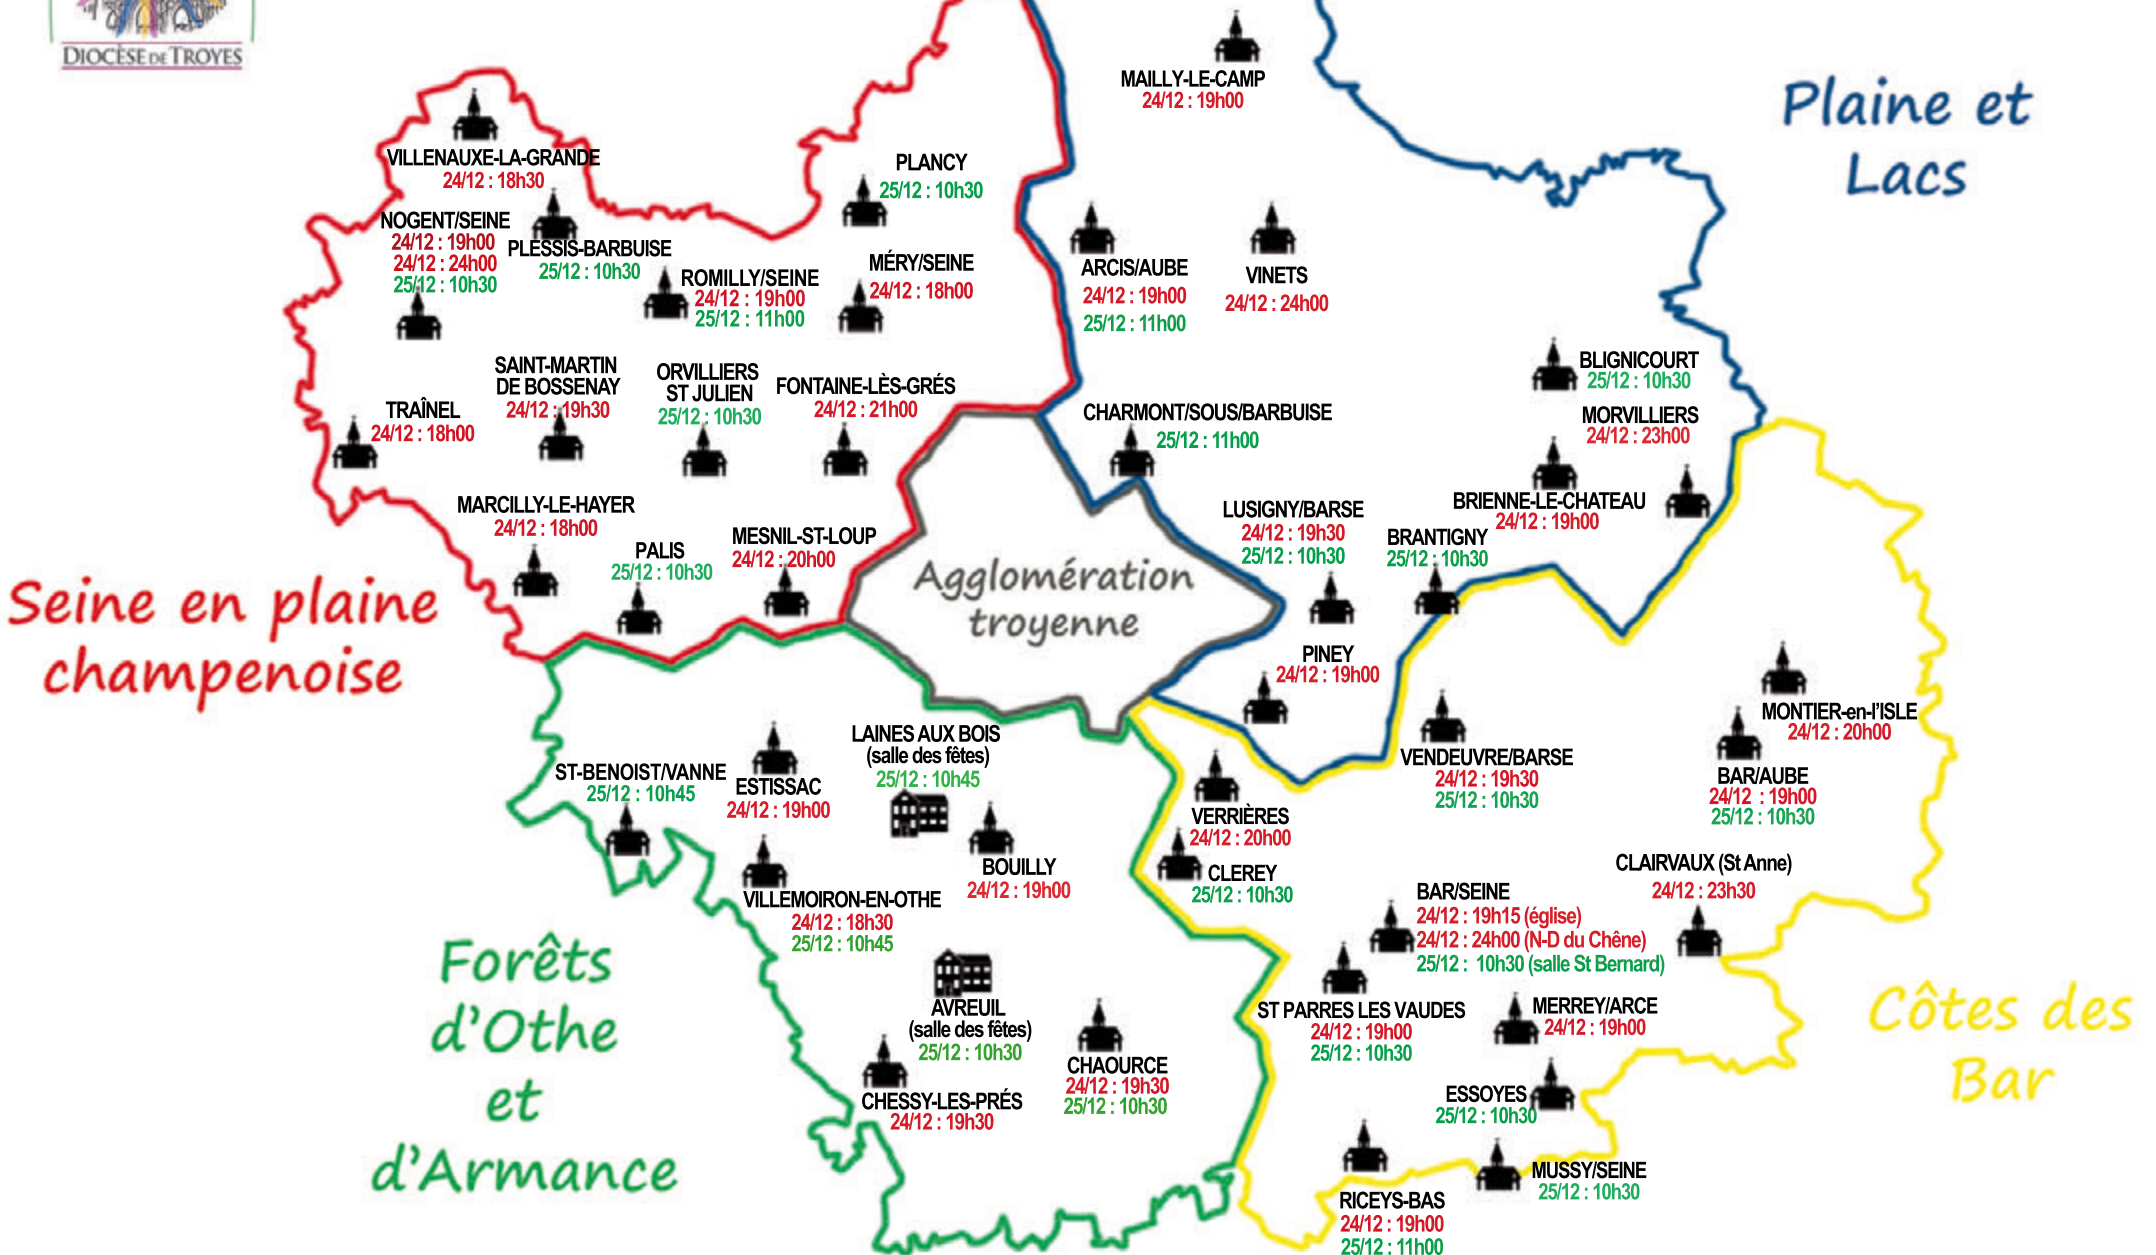 DIOCÈSE DE TROYES
MAILLY-LE-CAMP
24/12 : 19h00
Plaine et
Lacs
VILLENAUXE-LA-GRANDE
24/12 : 18h30
PLANCY
25/12 : 10h30
NOGENT/SEINE
24/12 : 19h00
24/12 : 24h00
25/12 : 10h30
PLESSIS-BARBUISE
25/12 : 10h30
ROMILLY/SEINE
24/12 : 19h00
25/12 : 11h00
MÉRY/SEINE
24/12 : 18h00
ARCIS/AUBE
24/12 : 19h00
25/12 : 11h00
VINETS
24/12 : 24h00
SAINT-MARTIN
DE BOSSENAY
24/12 : 19h30
ORVILLIERS
ST JULIEN
25/12 : 10h30
FONTAINE-LÈS-GRÉS
24/12 : 21h00
TRAÎNEL
24/12 : 18h00
CHARMONT/SOUS/BARBUISE
25/12 : 11h00
BLIGNICOURT
25/12 : 10h30
MORVILLIERS
24/12 : 23h00
BRIENNE-LE-CHATEAU
24/12 : 19h00
MARCILLY-LE-HAYER
24/12 : 18h00
PALIS
25/12 : 10h30
MESNIL-ST-LOUP
24/12 : 20h00
LUSIGNY/BARSE
24/12 : 19h30
25/12 : 10h30
BRANTIGNY
25/12 : 10h30
Agglomération
troyenne
Seine en plaine
champenoise
PINEY
24/12 : 19h00
MONTIER-en-l'ISLE
24/12 : 20h00
VENDEUVRE/BARSE
24/12 : 19h30
25/12 : 10h30
BAR/AUBE
24/12 : 19h00
25/12 : 10h30
LAINES AUX BOIS
(salle des fêtes)
25/12 : 10h45
ST-BENOIST/VANNE
25/12 : 10h45
ESTISSAC
24/12 : 19h00
VERRIÈRES
24/12 : 20h00
BOUILLY
24/12 : 19h00
CLEREY
25/12 : 10h30
CLAIRVAUX (St Anne)
24/12 : 23h30
VILLEMOIRON-EN-OTHE
24/12 : 18h30
25/12 : 10h45
BAR/SEINE
24/12 : 19h15 (église)
24/12 : 24h00 (N-D du Chêne)
25/12 : 10h30 (salle St Bernard)
Forêts
d'Othe
et
d'Armance
AVREUIL
(salle des fêtes)
25/12 : 10h30
ST PARRES LES VAUDES
24/12 : 19h00
25/12 : 10h30
MERREY/ARCE
24/12 : 19h00
Côtes des
Bar
CHAOURCE
24/12 : 19h30
25/12 : 10h30
CHESSY-LES-PRÉS
24/12 : 19h30
ESSOYES
25/12 : 10h30
MUSSY/SEINE
25/12 : 10h30
RICEYS-BAS
24/12 : 19h00
25/12 : 11h00